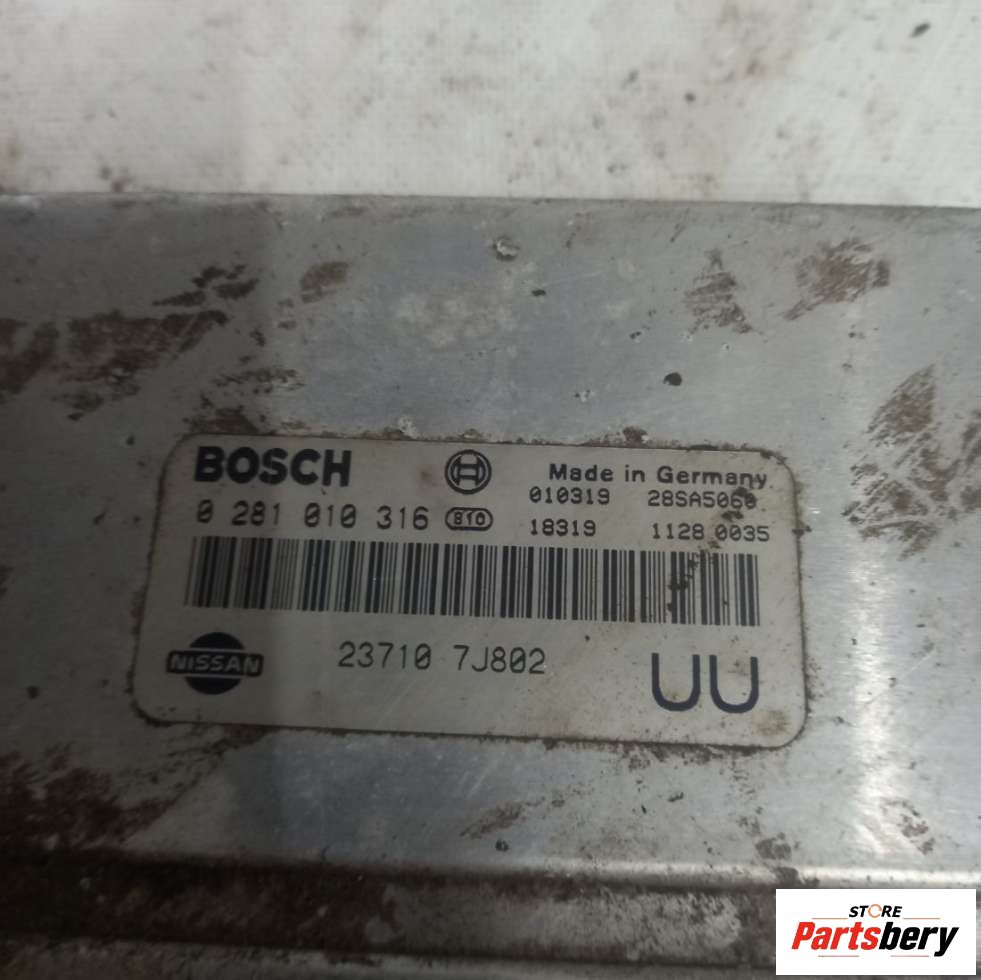 BOSCH Made in Germany
010319 28SA5060
0 281 010 316 810 18319 1128 0035
NISSAN 23710 7J802 UU
STORE
Partsbery